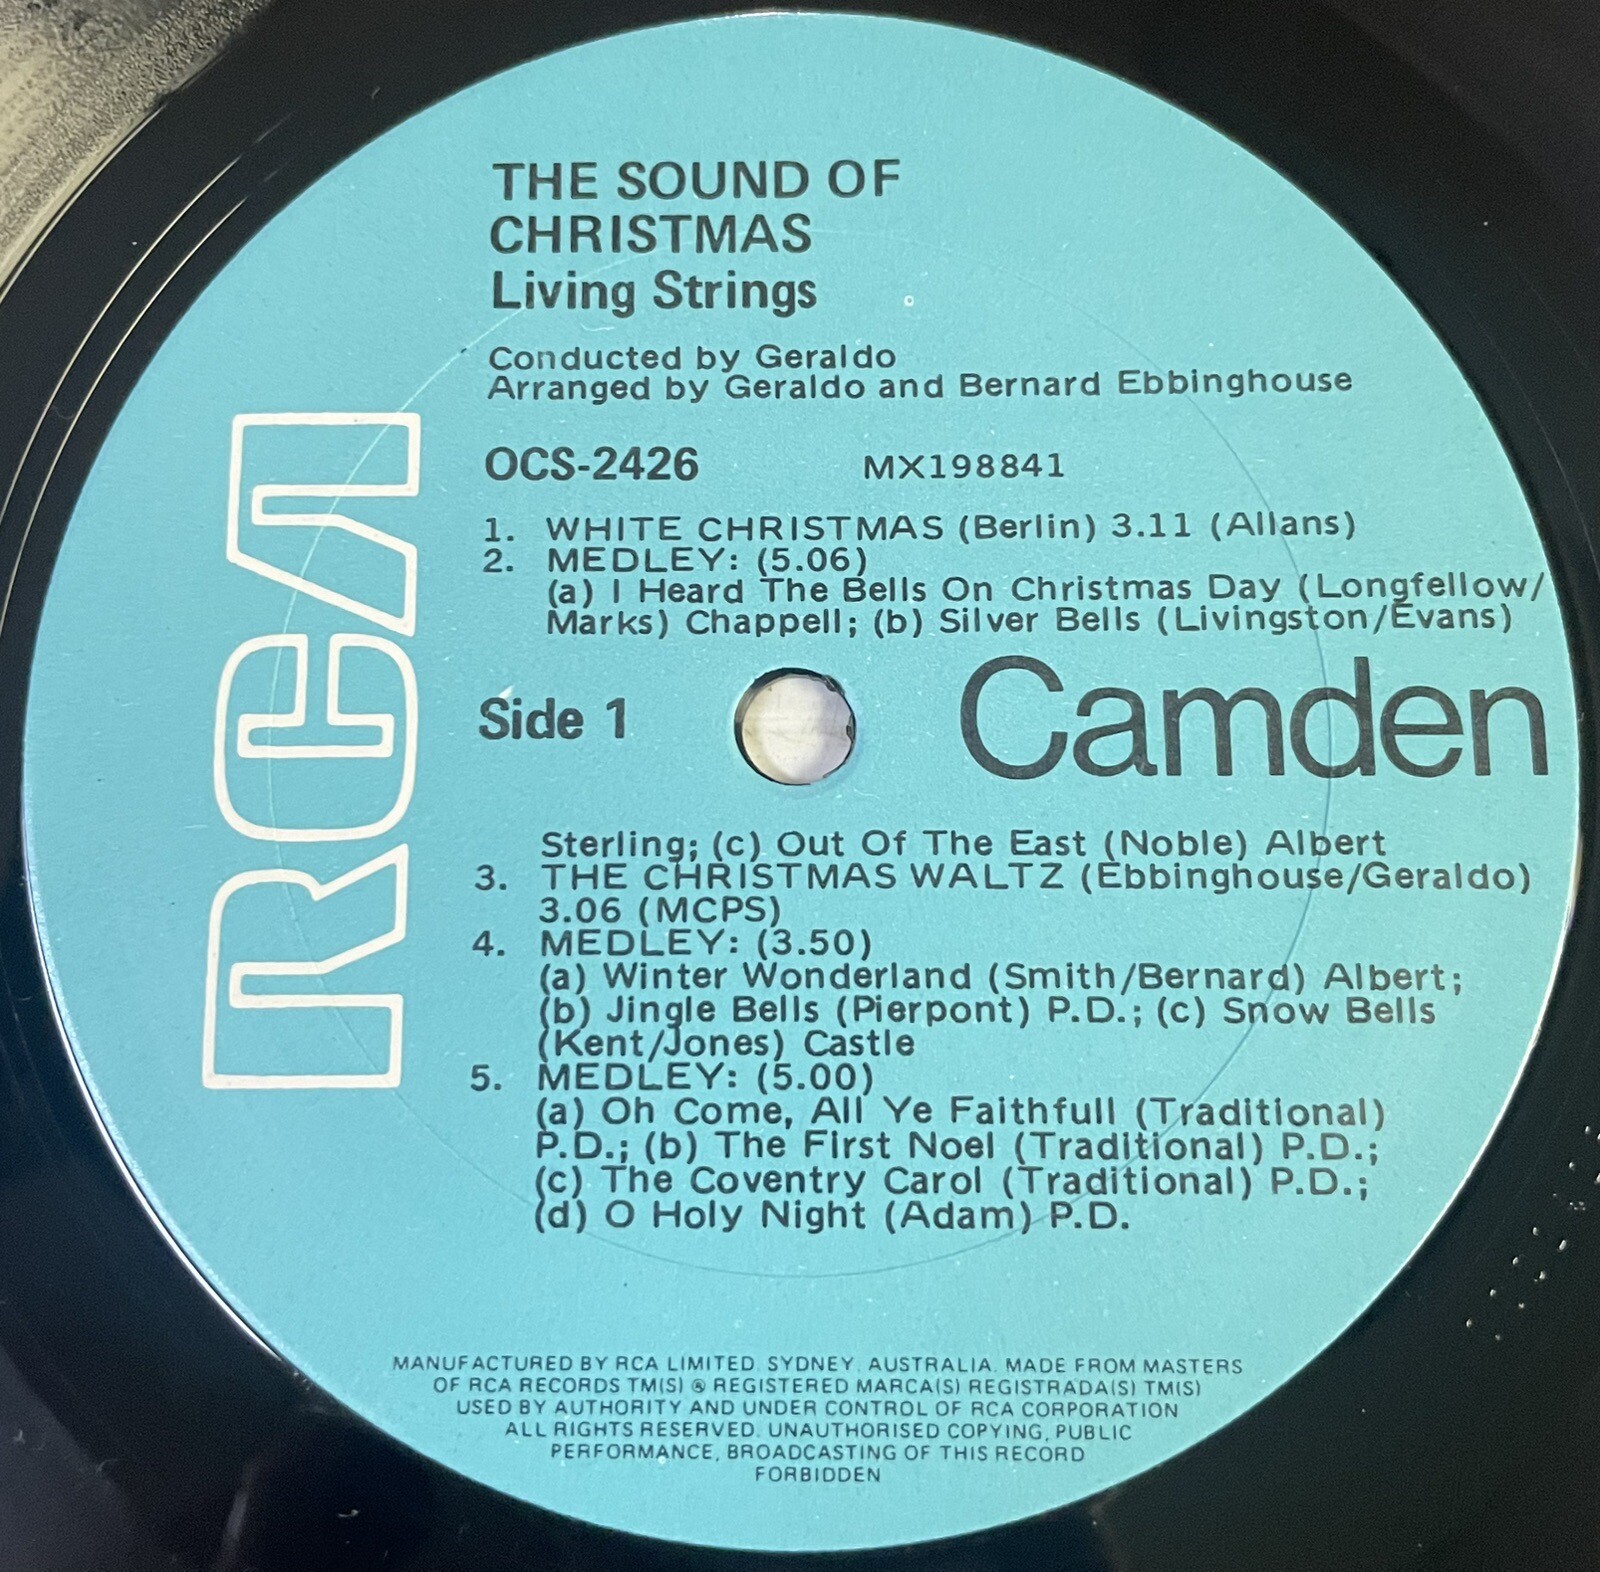 THE SOUND OF
CHRISTMAS
Living Strings
Conducted by Geraldo
Arranged by Geraldo and Bernard Ebbinghouse
OCS-2426 MX198841
1. WHITE CHRISTMAS (Berlin) 3.11 (Allans)
2. MEDLEY: (5.06)
(a) I Heard The Bells On Christmas Day (Longfellow/
Marks) Chappell; (b) Silver Bells (Livingston/Evans)
RCA
Side 1 Camden
Sterling; (c) Out Of The East (Noble) Albert
3. THE CHRISTMAS WALTZ (Ebbinghouse/Geraldo)
3.06 (MCPS)
4. MEDLEY: (3.50)
(a) Winter Wonderland (Smith/Bernard) Albert;
(b) Jingle Bells (Pierpont) P.D.; (c) Snow Bells
(Kent/Jones) Castle
5. MEDLEY: (5.00)
(a) Oh Come, All Ye Faithfull (Traditional)
P.D.; (b) The First Noel (Traditional) P.D.;
(c) The Coventry Carol (Traditional) P.D.;
(d) O Holy Night (Adam) P.D.
MANUFACTURED BY RCA LIMITED. SYDNEY. AUSTRALIA. MADE FROM MASTERS
OF RCA RECORDS TM(S) ® REGISTERED MARCA(S) REGISTRADA(S) TM(S)
USED BY AUTHORITY AND UNDER CONTROL OF RCA CORPORATION
ALL RIGHTS RESERVED. UNAUTHORISED COPYING, PUBLIC
PERFORMANCE, BROADCASTING OF THIS RECORD
FORBIDDEN